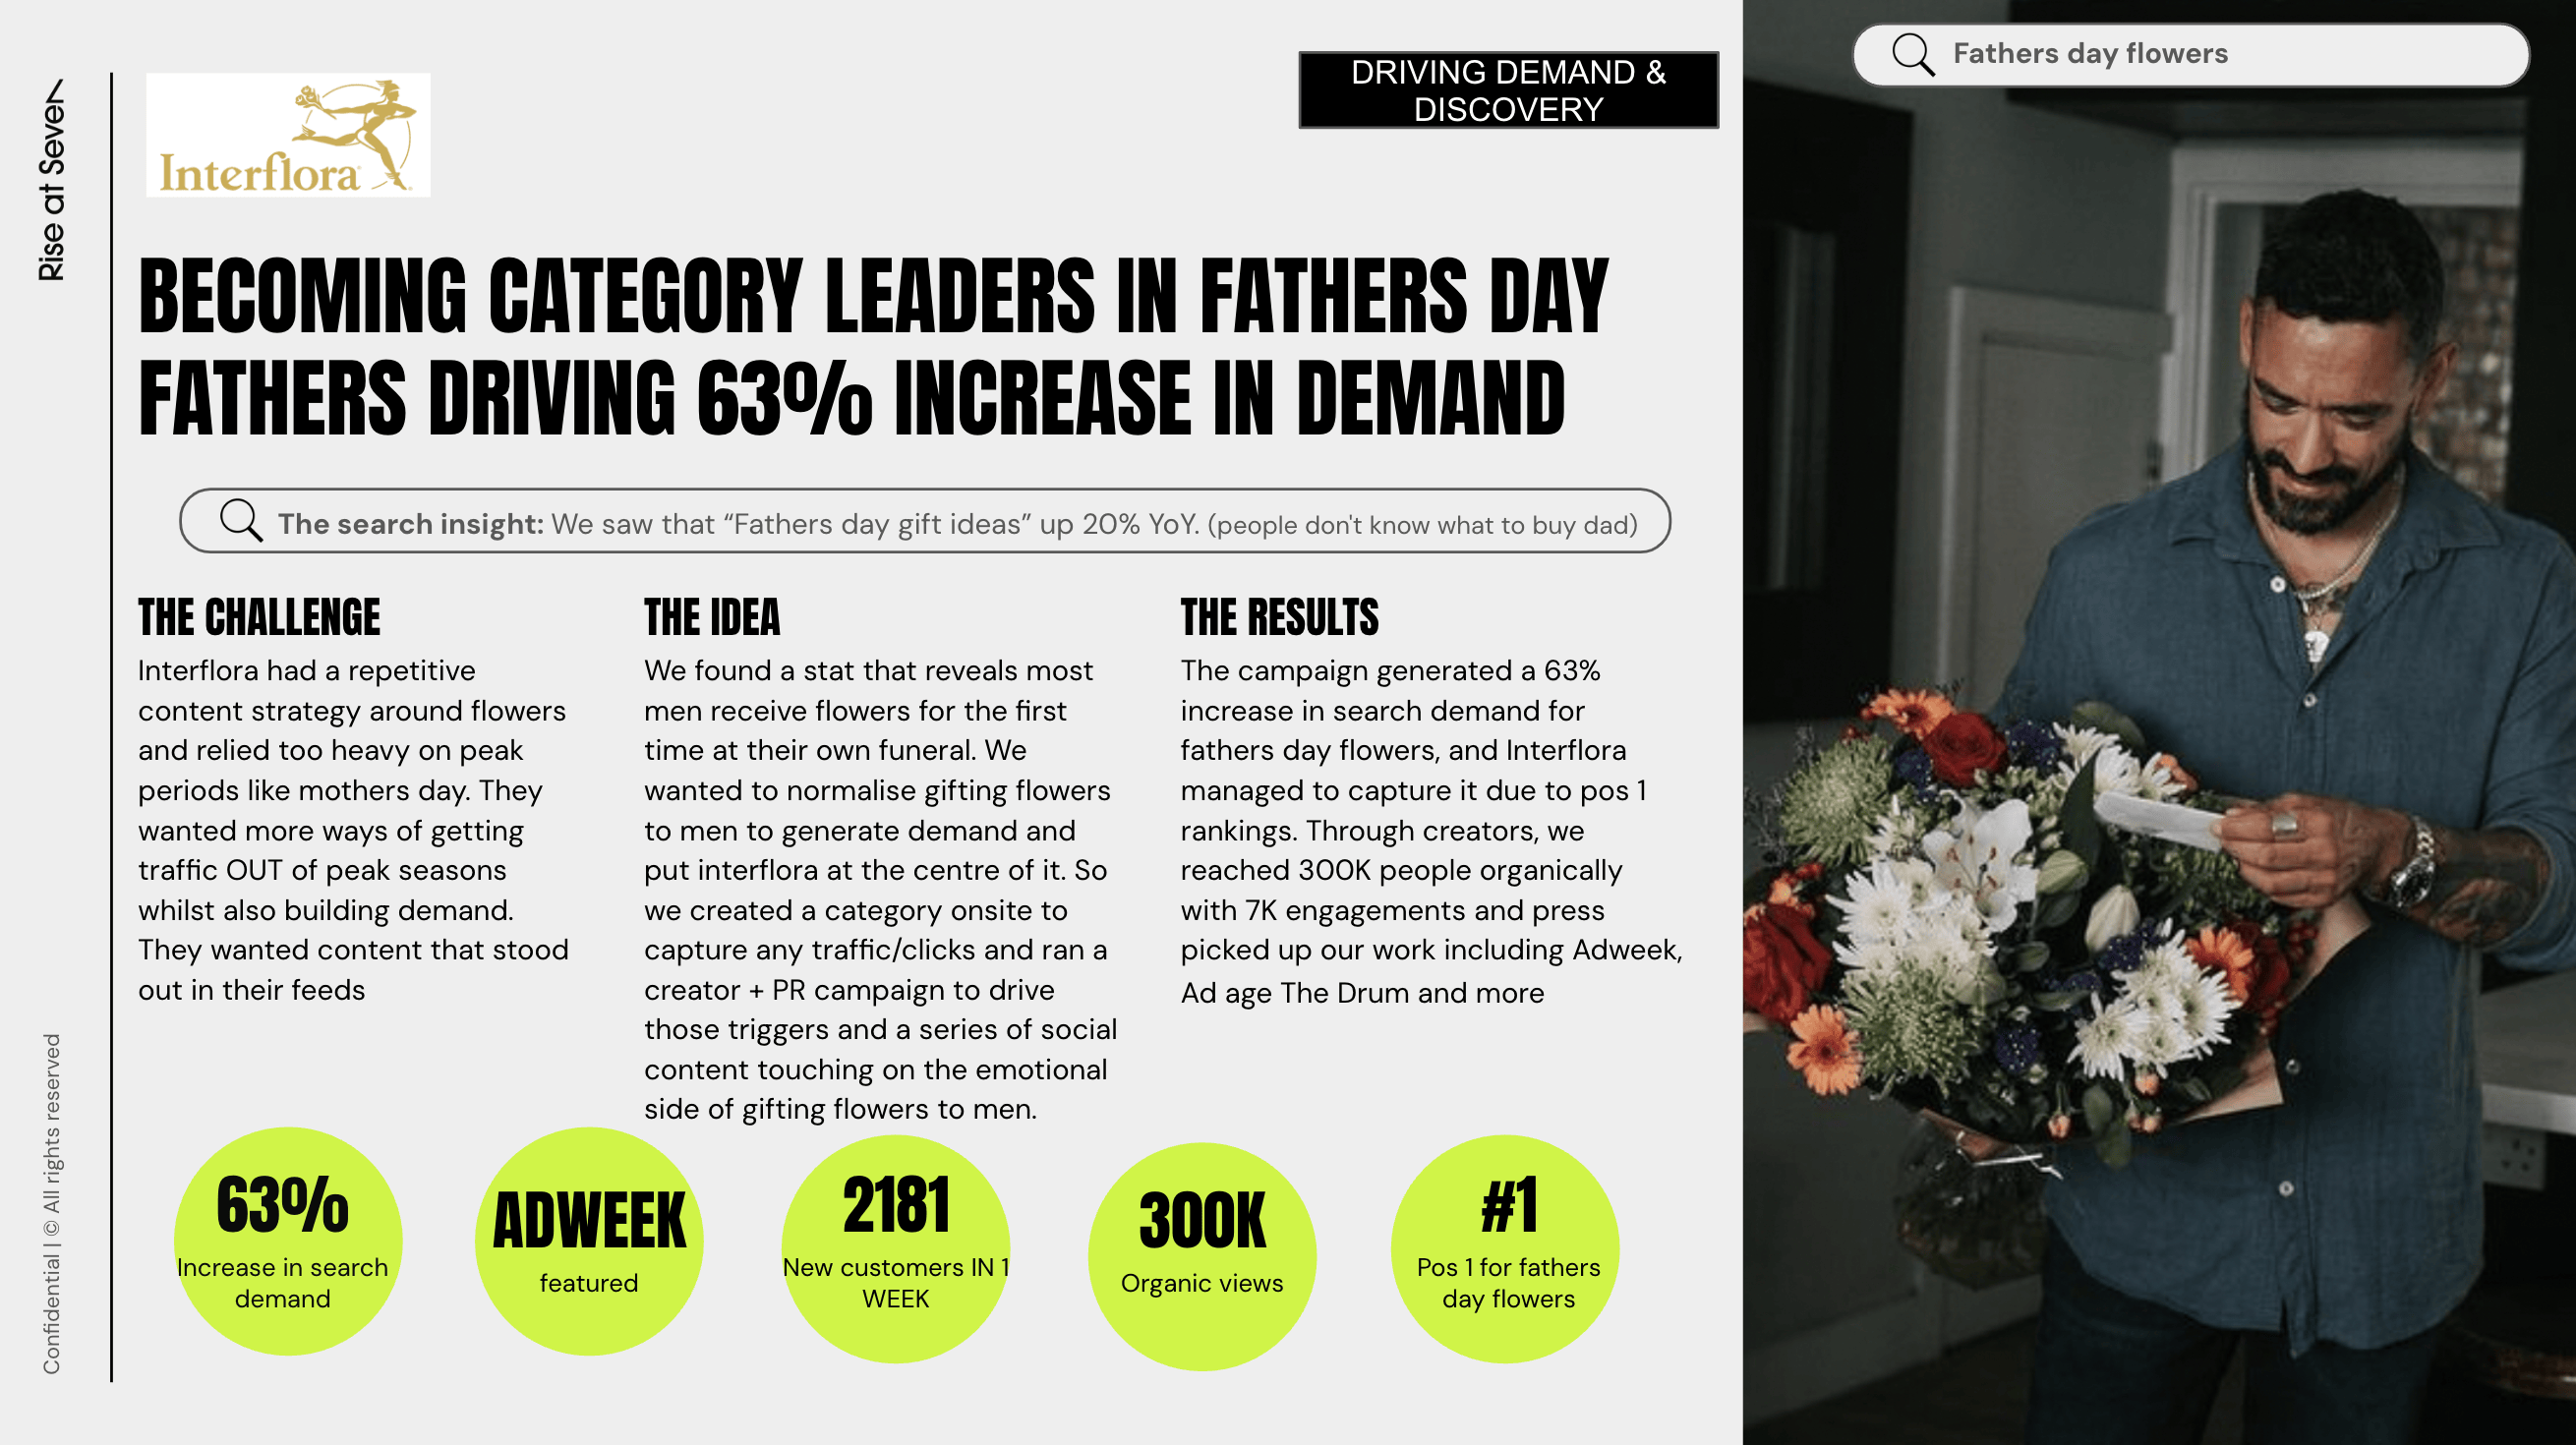 Rise at Seven
Interflora
DRIVING DEMAND &
DISCOVERY
Fathers day flowers
BECOMING CATEGORY LEADERS IN FATHERS DAY
FATHERS DRIVING 63% INCREASE IN DEMAND
The search insight: We saw that “Fathers day gift ideas” up 20% YoY. (people don't know what to buy dad)
THE CHALLENGE
Interflora had a repetitive
content strategy around flowers
and relied too heavy on peak
periods like mothers day. They
wanted more ways of getting
traffic OUT of peak seasons
whilst also building demand.
They wanted content that stood
out in their feeds
THE IDEA
We found a stat that reveals most
men receive flowers for the first
time at their own funeral. We
wanted to normalise gifting flowers
to men to generate demand and
put interflora at the centre of it. So
we created a category onsite to
capture any traffic/clicks and ran a
creator + PR campaign to drive
those triggers and a series of social
content touching on the emotional
side of gifting flowers to men.
THE RESULTS
The campaign generated a 63%
increase in search demand for
fathers day flowers, and Interflora
managed to capture it due to pos 1
rankings. Through creators, we
reached 300K people organically
with 7K engagements and press
picked up our work including Adweek,
Ad age The Drum and more
63%
Increase in search
demand
ADWEEK
featured
2181
New customers IN 1
WEEK
300K
Organic views
#1
Pos 1 for fathers
day flowers
Confidential | © All rights reserved